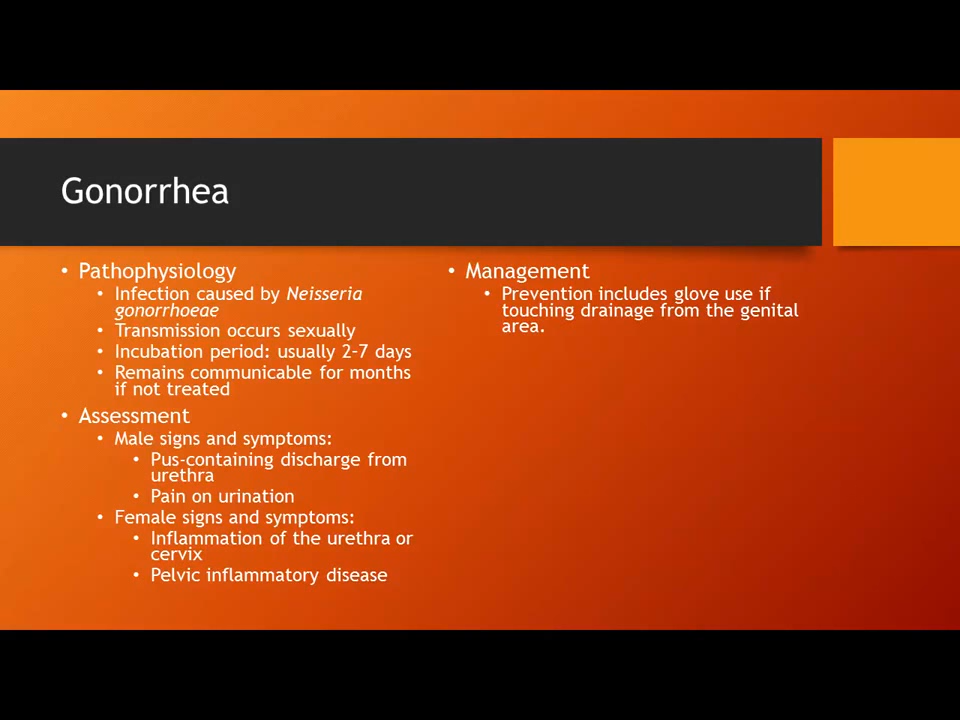 Gonorrhea
• Pathophysiology
• Infection caused by Neisseria
gonorrhoeae
• Transmission occurs sexually
• Incubation period: usually 2-7 days
• Remains communicable for months
if not treated
• Assessment
• Male signs and symptoms:
• Pus-containing discharge from
urethra
• Pain on urination
• Female signs and symptoms:
• Inflammation of the urethra or
cervix
• Pelvic inflammatory disease
• Management
• Prevention includes glove use if
touching drainage from the genital
area.